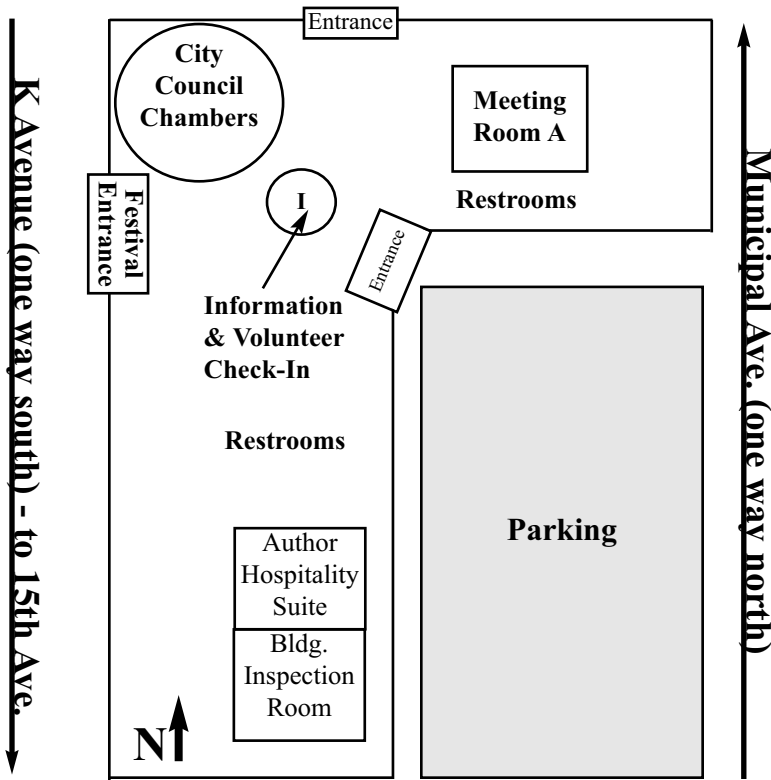 Entrance
City
Council
Chambers
Meeting
Room A
Restrooms
I
Festival
Entrance
Entrance
Information
& Volunteer
Check-In
Restrooms
Parking
Author
Hospitality
Suite
Bldg.
Inspection
Room
N
K Avenue (one way south) - to 15th Ave.
Municipal Ave. (one way north)